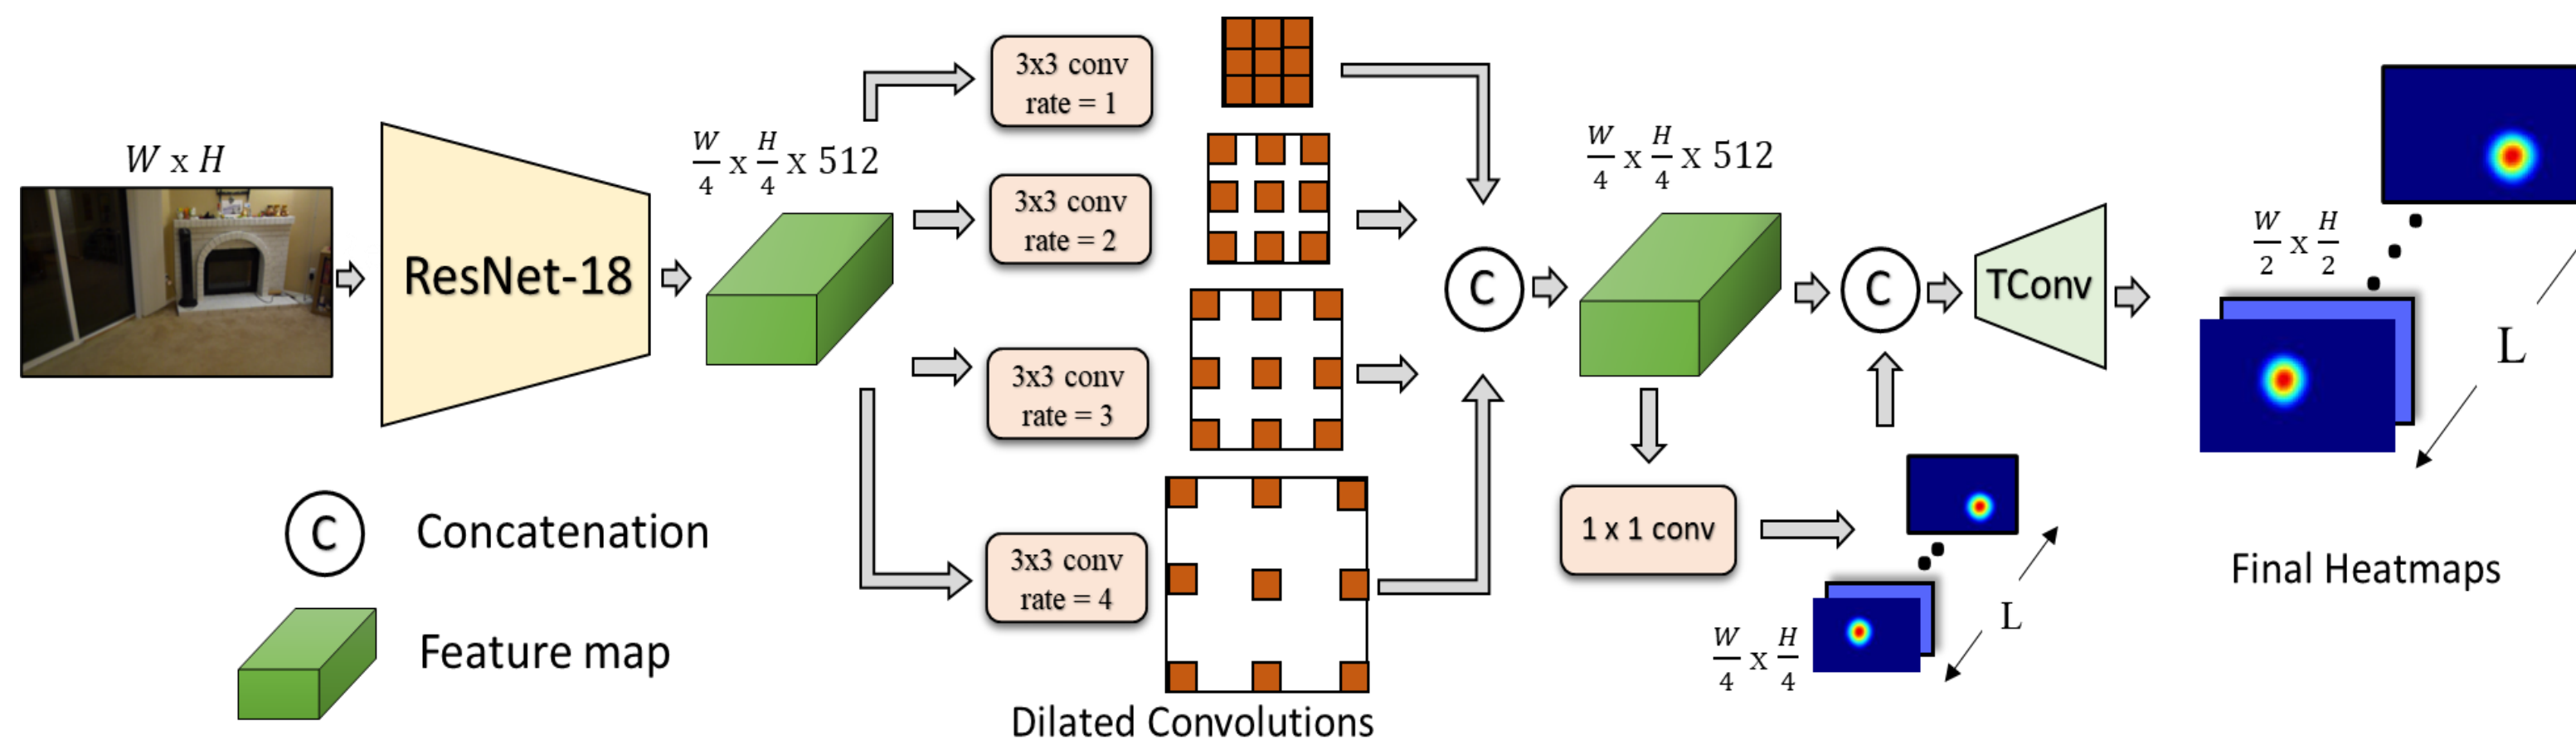 W x H
ResNet-18
W/4 x H/4 x 512
3x3 conv
rate = 1
3x3 conv
rate = 2
3x3 conv
rate = 3
3x3 conv
rate = 4
Dilated Convolutions
C
W/4 x H/4 x 512
1 x 1 conv
W/4 x H/4
L
C
TConv
W/2 x H/2
L
Final Heatmaps
C Concatenation
Feature map